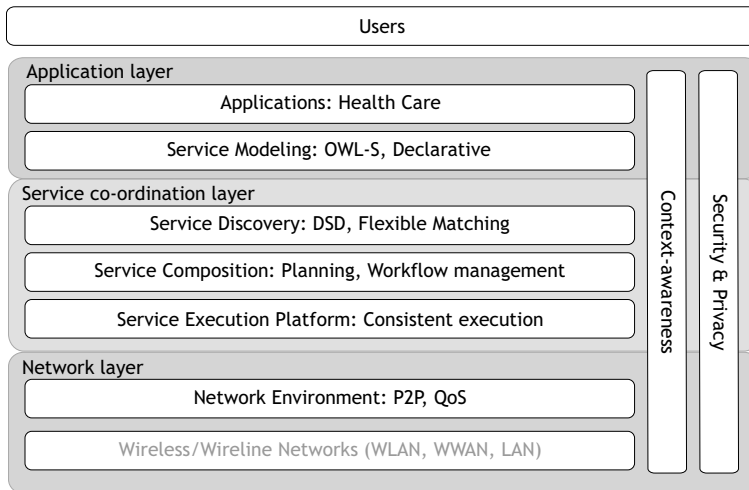 Users
Application layer
Applications: Health Care
Service Modeling: OWL-S, Declarative
Service co-ordination layer
Service Discovery: DSD, Flexible Matching
Service Composition: Planning, Workflow management
Service Execution Platform: Consistent execution
Network layer
Network Environment: P2P, QoS
Wireless/Wireline Networks (WLAN, WWAN, LAN)
Context-awareness
Security & Privacy